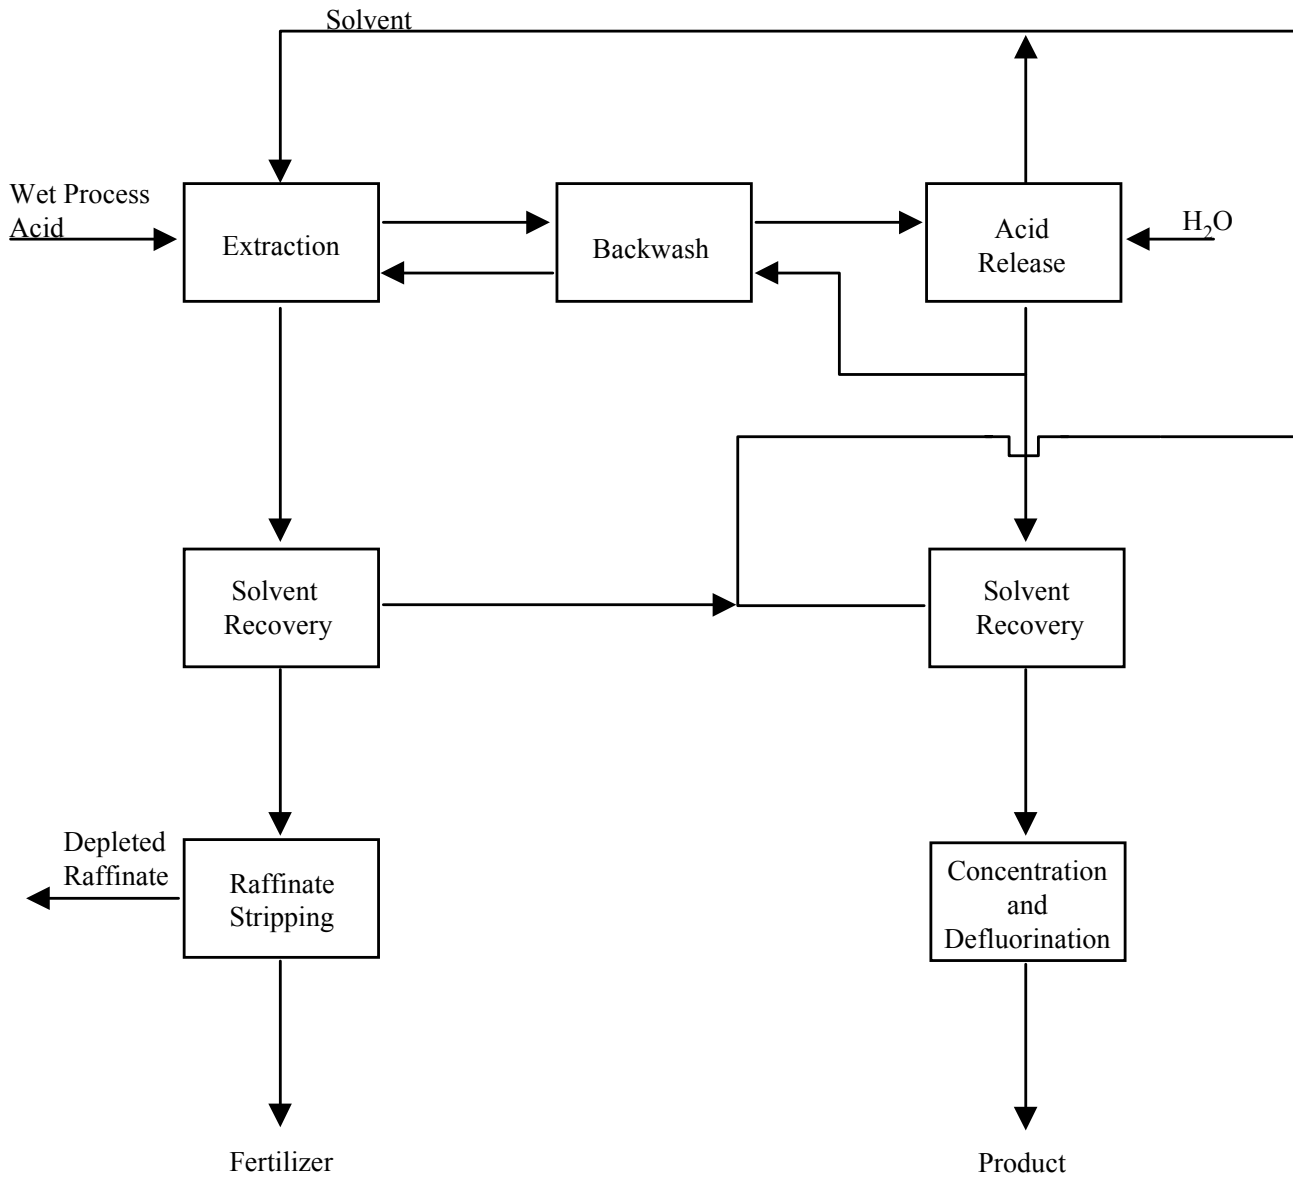 Solvent
Wet Process
Acid
Extraction
Backwash
Acid
Release
H₂O
Solvent
Recovery
Solvent
Recovery
Depleted
Raffinate
Raffinate
Stripping
Concentration
and
Defluorination
Fertilizer
Product